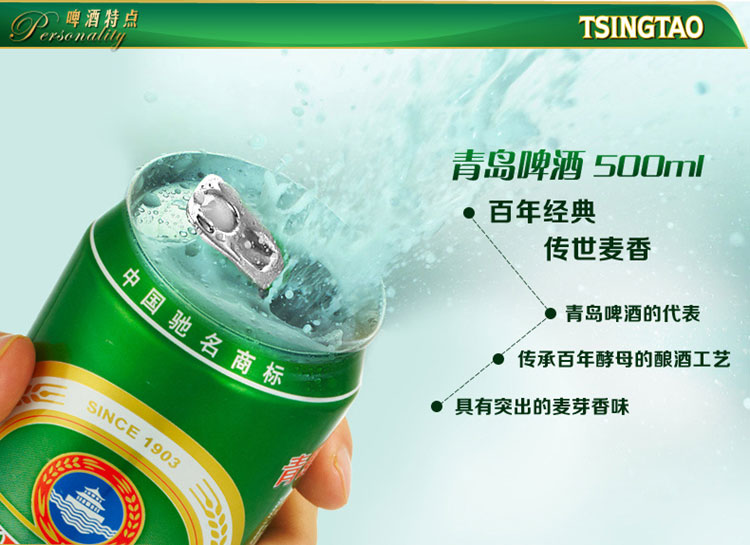 啤酒特点
Personality
TSINGTAO
青岛啤酒 500ml
百年经典
传世麦香
青岛啤酒的代表
传承百年酵母的酿酒工艺
具有突出的麦芽香味
中国驰名商标
SINCE 1903
青